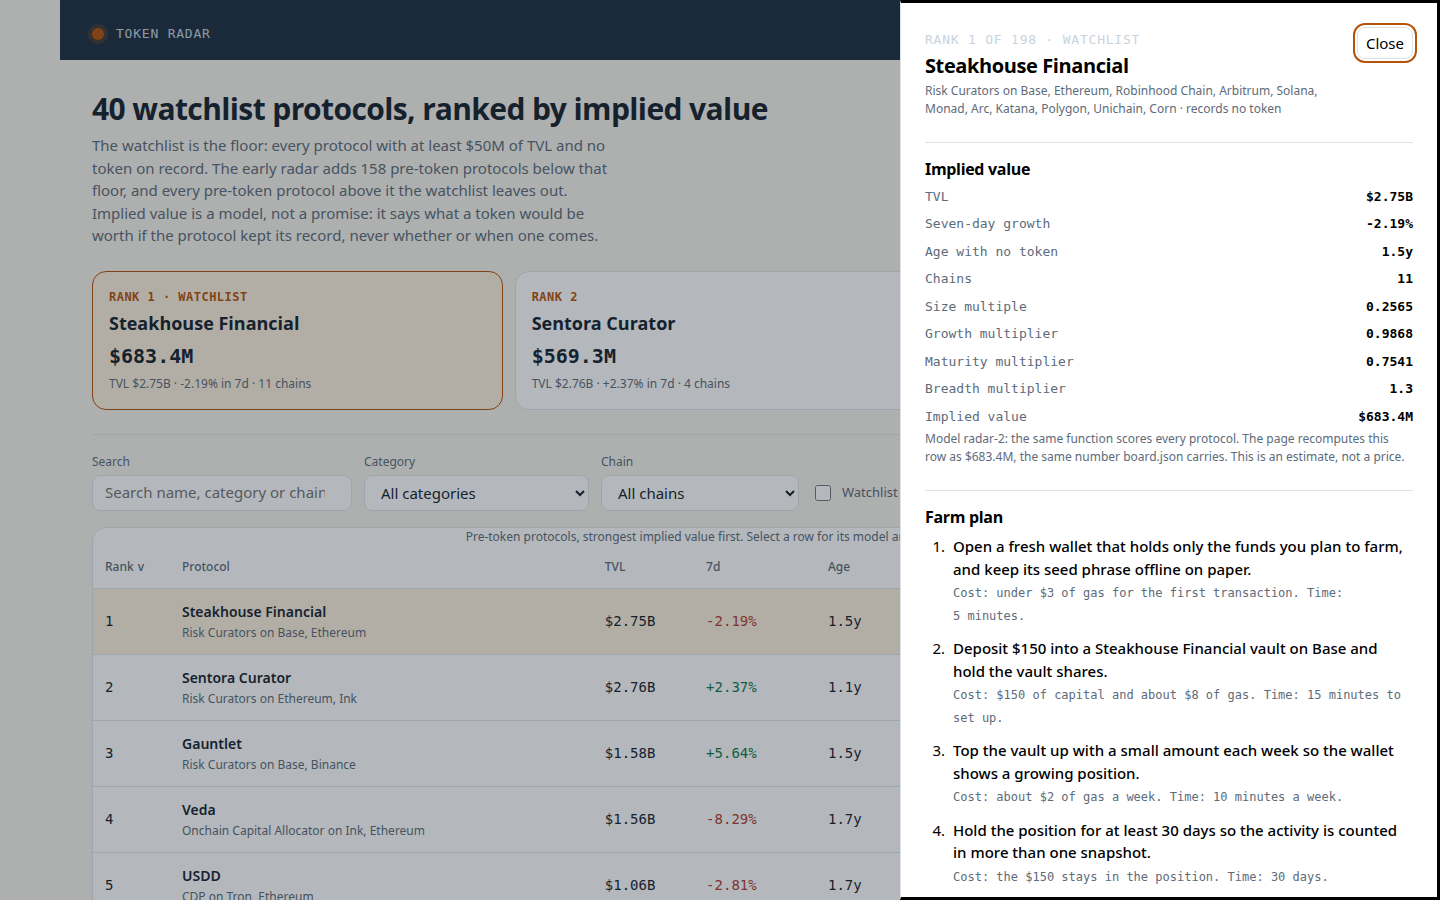 TOKEN RADAR
40 watchlist protocols, ranked by implied value
The watchlist is the floor: every protocol with at least $50M of TVL and no
token on record. The early radar adds 158 pre-token protocols below that
floor, and every pre-token protocol above it the watchlist leaves out.
Implied value is a model, not a promise: it says what a token would be
worth if the protocol kept its record, never whether or when one comes.
RANK 1 · WATCHLIST
Steakhouse Financial
$683.4M
TVL $2.75B · -2.19% in 7d · 11 chains
RANK 2
Sentora Curator
$569.3M
TVL $2.76B · +2.37% in 7d · 4 chains
Search
Search name, category or chain
Category
All categories
Chain
All chains
Watchlist
Pre-token protocols, strongest implied value first. Select a row for its model
Rank v Protocol TVL 7d Age
1 Steakhouse Financial $2.75B -2.19% 1.5y
Risk Curators on Base, Ethereum
2 Sentora Curator $2.76B +2.37% 1.1y
Risk Curators on Ethereum, Ink
3 Gauntlet $1.58B +5.64% 1.5y
Risk Curators on Base, Binance
4 Veda $1.56B -8.29% 1.7y
Onchain Capital Allocator on Ink, Ethereum
5 USDD $1.06B -2.81% 1.7y
CDP on Tron, Ethereum
RANK 1 OF 198 · WATCHLIST
Close
Steakhouse Financial
Risk Curators on Base, Ethereum, Robinhood Chain, Arbitrum, Solana,
Monad, Arc, Katana, Polygon, Unichain, Corn · records no token
Implied value
TVL $2.75B
Seven-day growth -2.19%
Age with no token 1.5y
Chains 11
Size multiple 0.2565
Growth multiplier 0.9868
Maturity multiplier 0.7541
Breadth multiplier 1.3
Implied value $683.4M
Model radar-2: the same function scores every protocol. The page recomputes this
row as $683.4M, the same number board.json carries. This is an estimate, not a price.
Farm plan
1. Open a fresh wallet that holds only the funds you plan to farm,
and keep its seed phrase offline on paper.
Cost: under $3 of gas for the first transaction. Time:
5 minutes.
2. Deposit $150 into a Steakhouse Financial vault on Base and
hold the vault shares.
Cost: $150 of capital and about $8 of gas. Time: 15 minutes to
set up.
3. Top the vault up with a small amount each week so the wallet
shows a growing position.
Cost: about $2 of gas a week. Time: 10 minutes a week.
4. Hold the position for at least 30 days so the activity is counted
in more than one snapshot.
Cost: the $150 stays in the position. Time: 30 days.